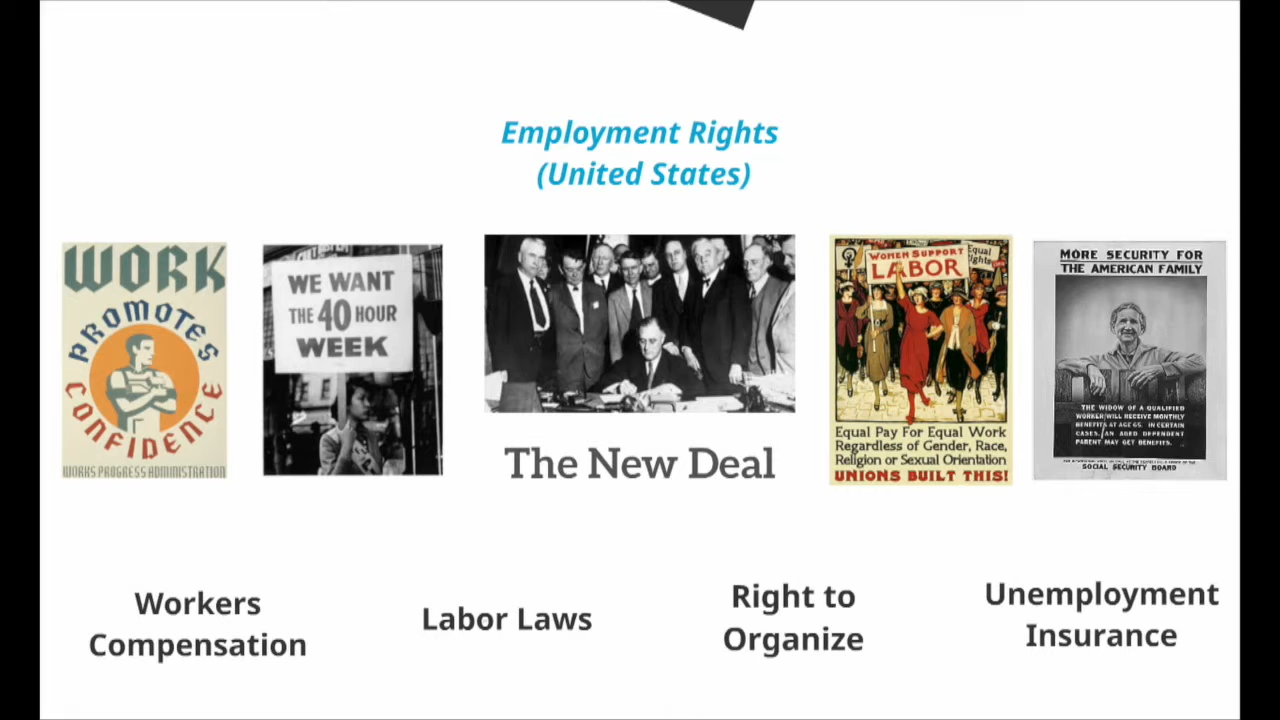 Employment Rights
(United States)
WORK
PROMOTES
CONFIDENCE
WORKS PROGRESS ADMINISTRATION
WE WANT
THE 40 HOUR
WEEK
The New Deal
WOMEN SUPPORT
LABOR
Equal
Rights
Equal Pay For Equal Work
Regardless of Gender, Race,
Religion or Sexual Orientation
UNIONS BUILT THIS!
MORE SECURITY FOR
THE AMERICAN FAMILY
THE WIDOW OF A QUALIFIED
WORKER WILL RECEIVE MONTHLY
BENEFITS AT AGE 65. IN CERTAIN
CASES, AN AGED DEPENDENT
PARENT MAY GET BENEFITS.
SOCIAL SECURITY BOARD
Workers
Compensation
Labor Laws
Right to
Organize
Unemployment
Insurance